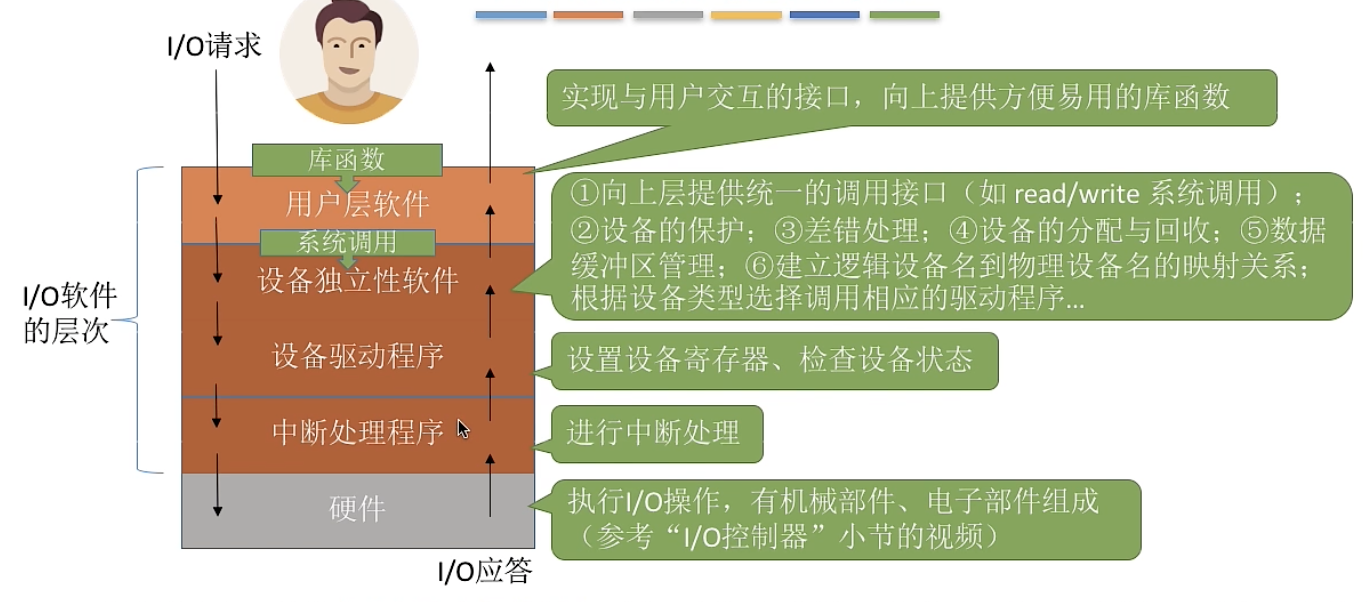 I/O请求
实现与用户交互的接口，向上提供方便易用的库函数
库函数
用户层软件
系统调用
①向上层提供统一的调用接口（如 read/write 系统调用）；
②设备的保护；③差错处理；④设备的分配与回收；⑤数据
缓冲区管理；⑥建立逻辑设备名到物理设备名的映射关系；
根据设备类型选择调用相应的驱动程序...
设备独立性软件
I/O软件
的层次
设备驱动程序
设置设备寄存器、检查设备状态
中断处理程序
进行中断处理
硬件
执行I/O操作，有机械部件、电子部件组成
（参考“I/O控制器”小节的视频）
I/O应答